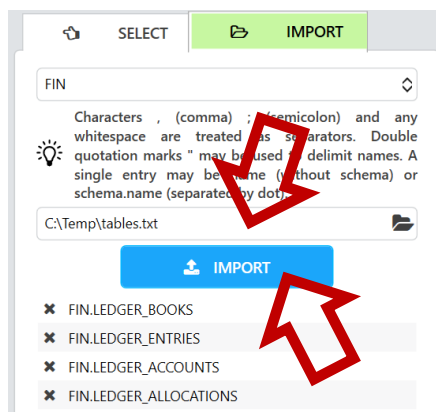 SELECT IMPORT
FIN
Characters , (comma) ; (semicolon) and any
whitespace are treated as separators. Double
quotation marks " may be used to delimit names. A
single entry may be name (without schema) or
schema.name (separated by dot).
C:\Temp\tables.txt
IMPORT
FIN.LEDGER_BOOKS
FIN.LEDGER_ENTRIES
FIN.LEDGER_ACCOUNTS
FIN.LEDGER_ALLOCATIONS